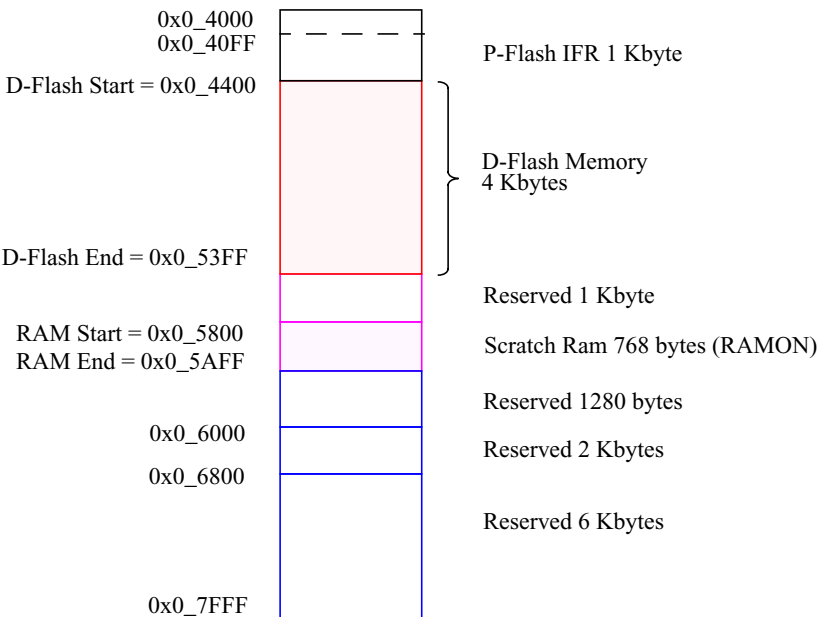 0x0_4000
0x0_40FF
P-Flash IFR 1 Kbyte
D-Flash Start = 0x0_4400
D-Flash Memory
4 Kbytes
D-Flash End = 0x0_53FF
Reserved 1 Kbyte
RAM Start = 0x0_5800
Scratch Ram 768 bytes (RAMON)
RAM End = 0x0_5AFF
Reserved 1280 bytes
0x0_6000
Reserved 2 Kbytes
0x0_6800
Reserved 6 Kbytes
0x0_7FFF